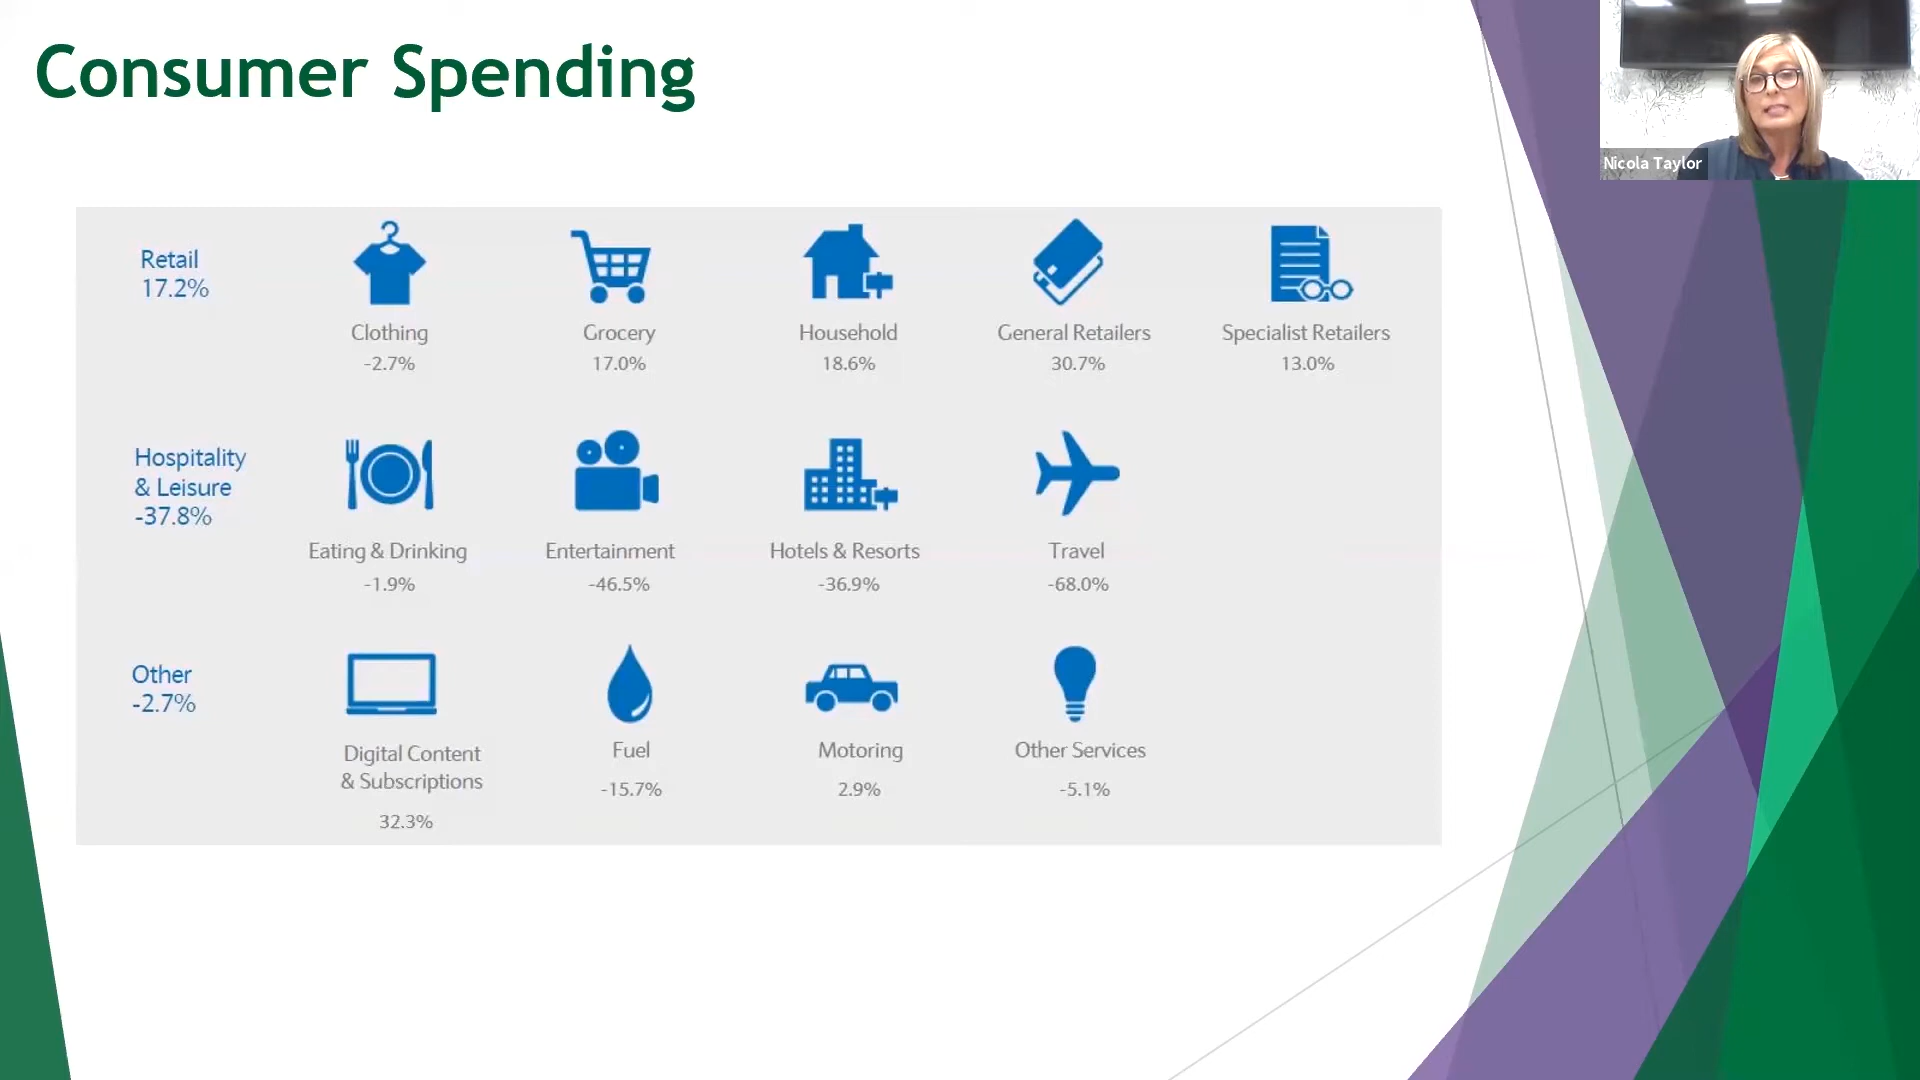 Consumer Spending
Nicola Taylor
Retail
17.2%
Clothing
-2.7%
Grocery
17.0%
Household
18.6%
General Retailers
30.7%
Specialist Retailers
13.0%
Hospitality
& Leisure
-37.8%
Eating & Drinking
-1.9%
Entertainment
-46.5%
Hotels & Resorts
-36.9%
Travel
-68.0%
Other
-2.7%
Digital Content
& Subscriptions
32.3%
Fuel
-15.7%
Motoring
2.9%
Other Services
-5.1%